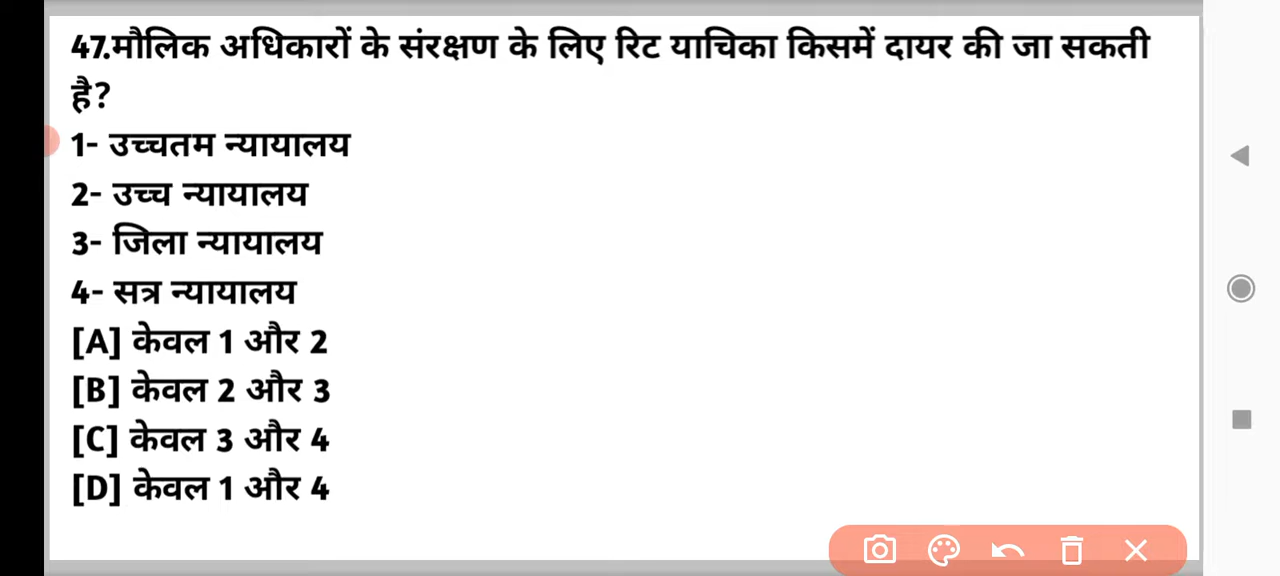 47.मौलिक अधिकारों के संरक्षण के लिए रिट याचिका किसमें दायर की जा सकती
है?
1- उच्चतम न्यायालय
2- उच्च न्यायालय
3- जिला न्यायालय
4- सत्र न्यायालय
[A] केवल 1 और 2
[B] केवल 2 और 3
[C] केवल 3 और 4
[D] केवल 1 और 4